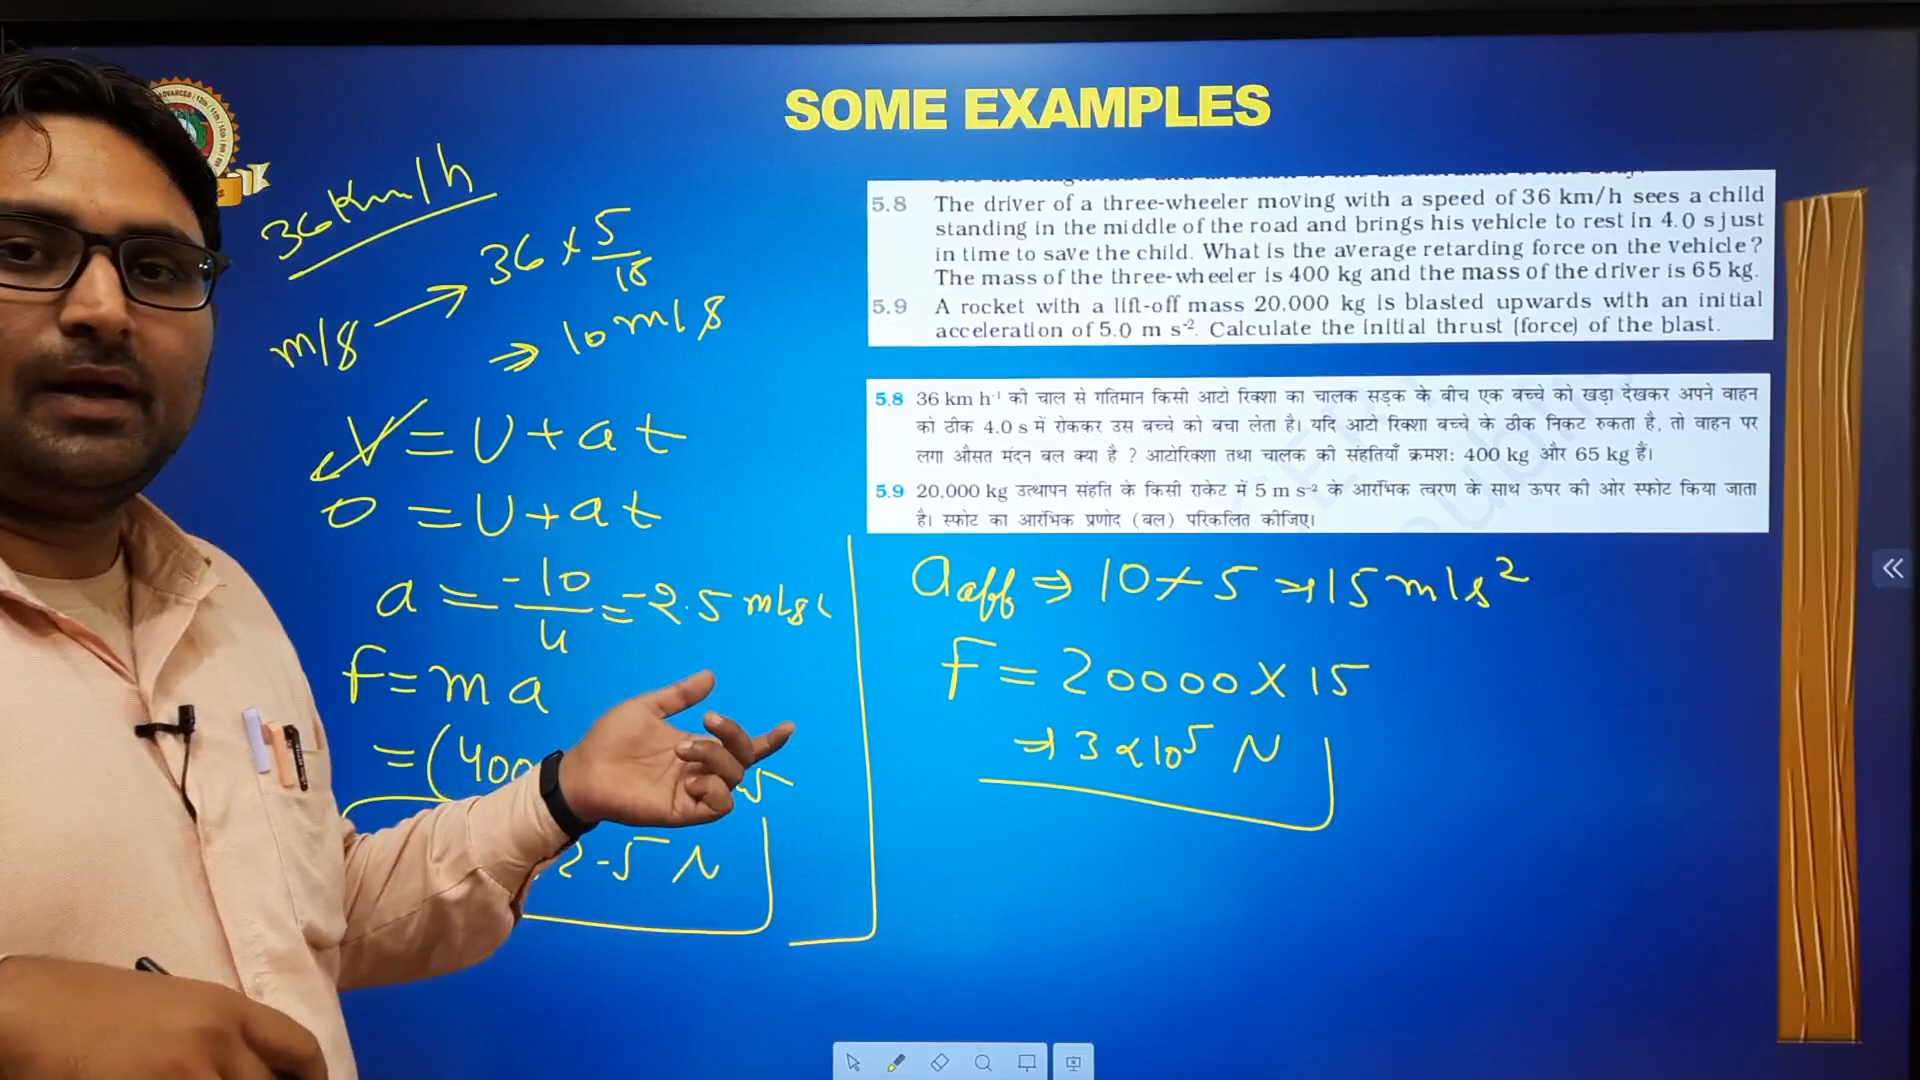 SOME EXAMPLES
5.8 The driver of a three-wheeler moving with a speed of 36 km/h sees a child
standing in the middle of the road and brings his vehicle to rest in 4.0 s just
in time to save the child. What is the average retarding force on the vehicle?
The mass of the three-wheeler is 400 kg and the mass of the driver is 65 kg.
5.9 A rocket with a lift-off mass 20,000 kg is blasted upwards with an initial
acceleration of 5.0 m s⁻². Calculate the initial thrust (force) of the blast.
5.8 36 km h⁻¹ की चाल से गतिमान किसी आटो रिक्शा का चालक सड़क के बीच एक बच्चे को खड़ा देखकर अपने वाहन
को ठीक 4.0 s में रोककर उस बच्चे को बचा लेता है। यदि आटो रिक्शा बच्चे के ठीक निकट रुकता है, तो वाहन पर
लगा औसत मंदन बल क्या है ? आटोरिक्शा तथा चालक की संहतियाँ क्रमश: 400 kg और 65 kg हैं।
5.9 20,000 kg उत्थापन संहति के किसी राकेट में 5 m s⁻² के आरंभिक त्वरण के साथ ऊपर की ओर स्फोट किया जाता
है। स्फोट का आरंभिक प्रणोद (बल) परिकलित कीजिए।
36 Km/h
m/s → 36 × 5/18
⇒ 10 m/s
V = U + at
0 = U + at
a = -10/4 = -2.5 m/s
F = ma
= (400
2.5 N
a eff ⇒ 10 + 5 ⇒ 15 m/s²
F = 20000 × 15
⇒ 3 × 10⁵ N